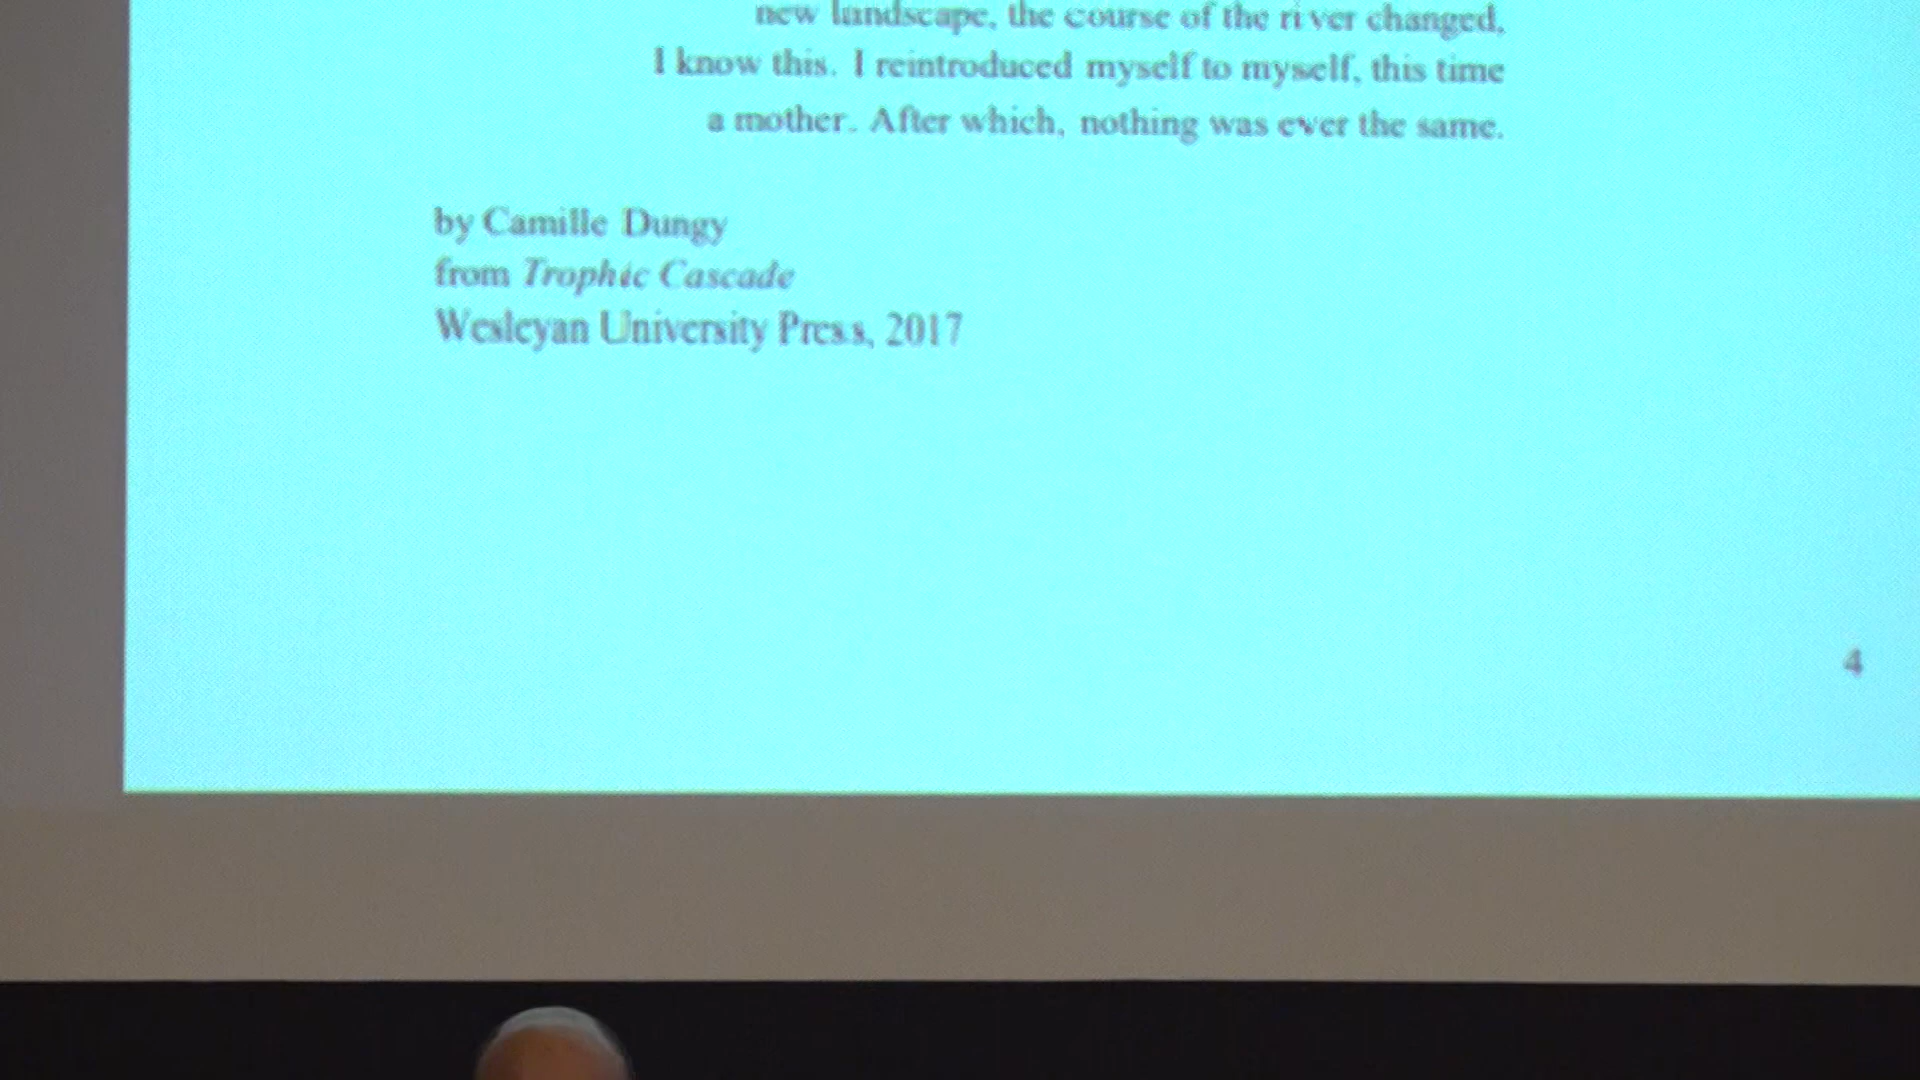 new landscape, the course of the river changed,
I know this. I reintroduced myself to myself, this time
a mother. After which, nothing was ever the same.
by Camille Dungy
from Trophic Cascade
Wesleyan University Press, 2017
4